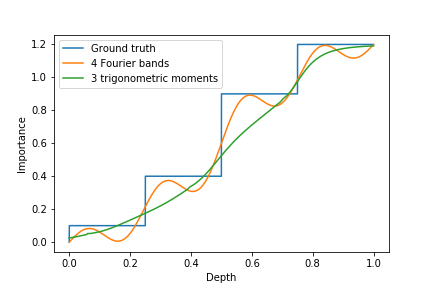 Ground truth
4 Fourier bands
3 trigonometric moments
Importance
1.2
1.0
0.8
0.6
0.4
0.2
0.0
0.0 0.2 0.4 0.6 0.8 1.0
Depth